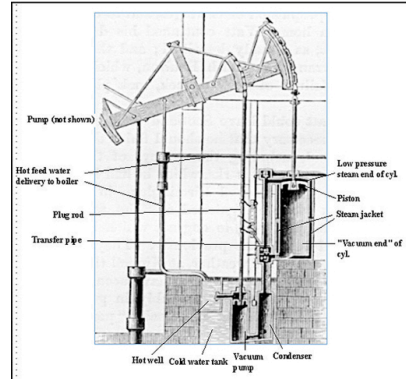 Pump (not shown)
Hot feed water
delivery to boiler
Plug rod
Transfer pipe
Low pressure
steam end of cyl.
Piston
Steam jacket
"Vacuum end" of
cyl.
Hot well
Cold water tank
Vacuum
pump
Condenser